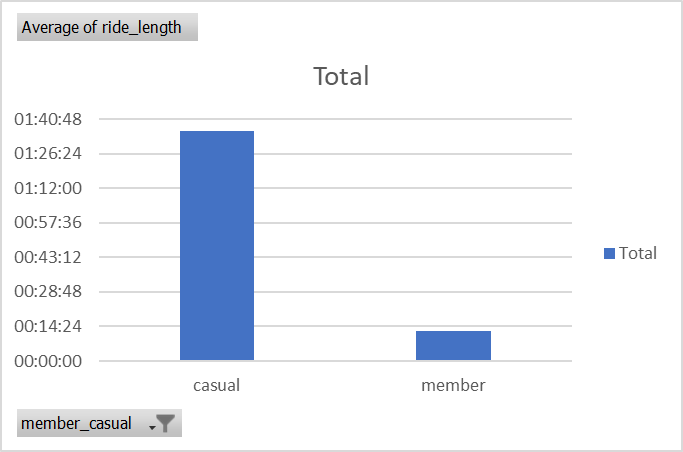 Average of ride_length
Total
01:40:48
01:26:24
01:12:00
00:57:36
00:43:12
00:28:48
00:14:24
00:00:00
Total
casual member
member_casual